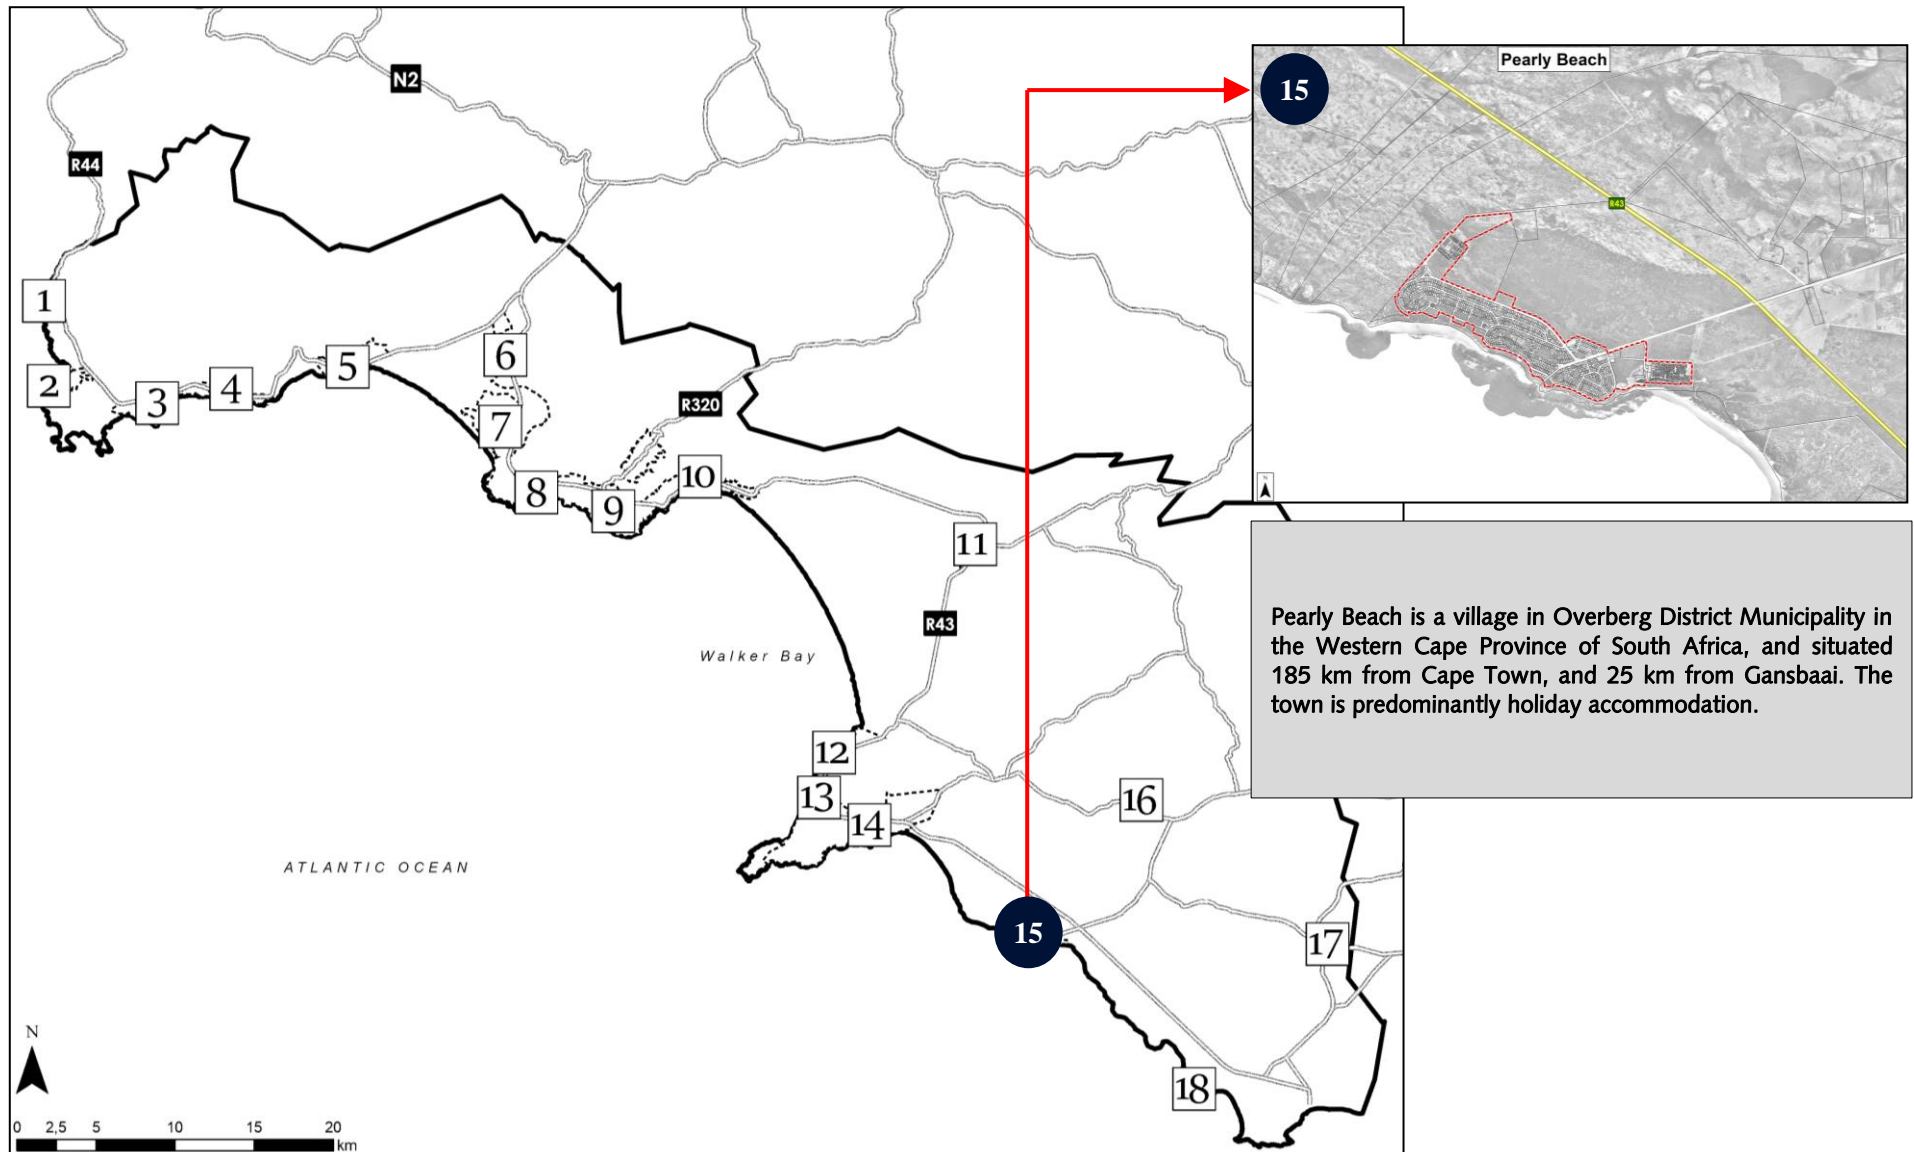 N2
R44
1
2
3
4
5
6
7
R320
8
9
10
11
R43
Walker Bay
12
13
14
16
ATLANTIC OCEAN
15
17
18
N
0 2,5 5 10 15 20
km
15
Pearly Beach
R43
N
Pearly Beach is a village in Overberg District Municipality in
the Western Cape Province of South Africa, and situated
185 km from Cape Town, and 25 km from Gansbaai. The
town is predominantly holiday accommodation.